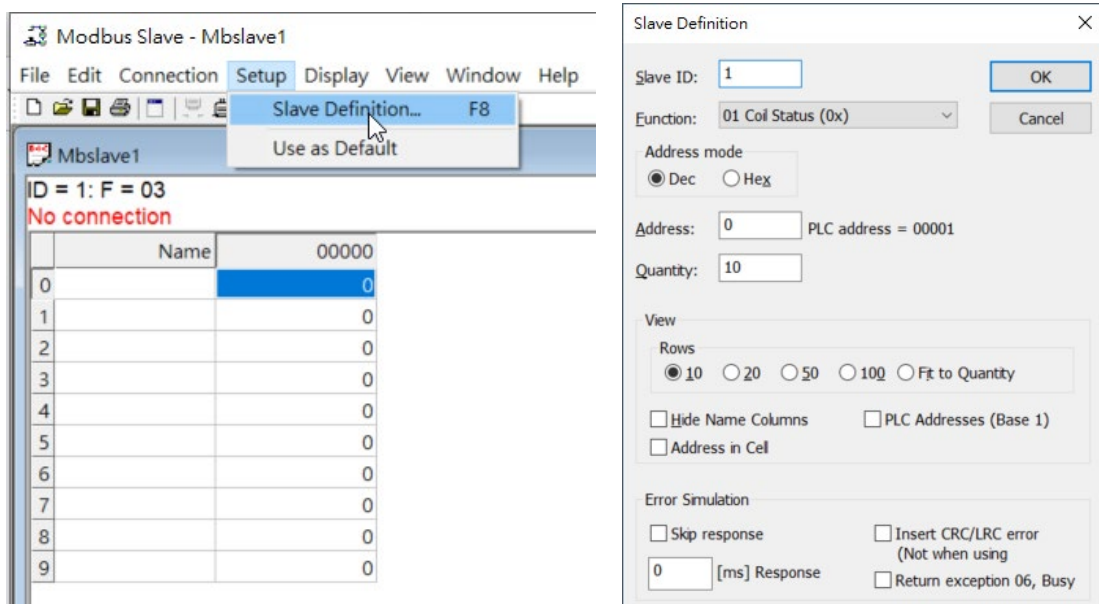 Modbus Slave - Mbslave1
File Edit Connection Setup Display View Window Help
Slave Definition... F8
Use as Default
Mbslave1
ID = 1: F = 03
No connection
Name 00000
0 0
1 0
2 0
3 0
4 0
5 0
6 0
7 0
8 0
9 0
Slave Definition
Slave ID: 1 OK
Function: 01 Coil Status (0x) Cancel
Address mode
Dec Hex
Address: 0 PLC address = 00001
Quantity: 10
View
Rows
10 20 50 100 Fit to Quantity
Hide Name Columns PLC Addresses (Base 1)
Address in Cell
Error Simulation
Skip response Insert CRC/LRC error
(Not when using
0 [ms] Response Return exception 06, Busy